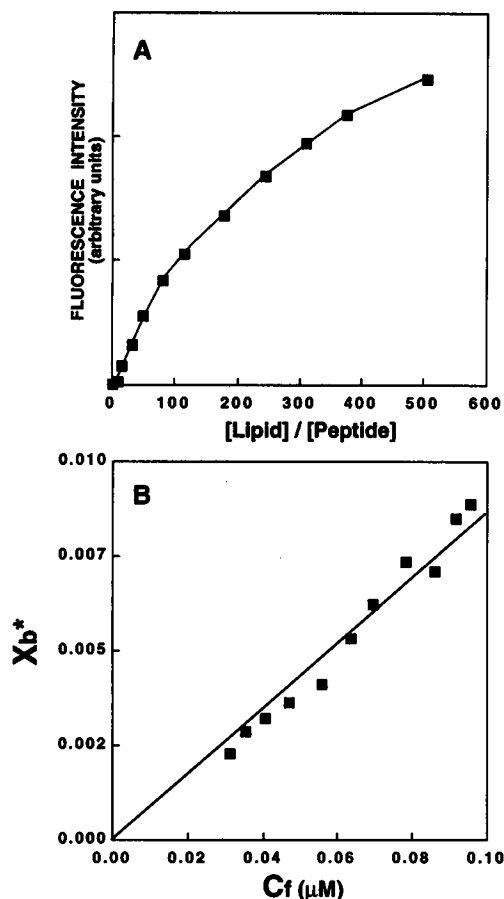 A
FLUORESCENCE INTENSITY
(arbitrary units)
0 100 200 300 400 500 600
[Lipid] / [Peptide]
B
0.010
0.007
0.005
0.002
0.000
Xb*
0.00 0.02 0.04 0.06 0.08 0.10
Cf (μM)